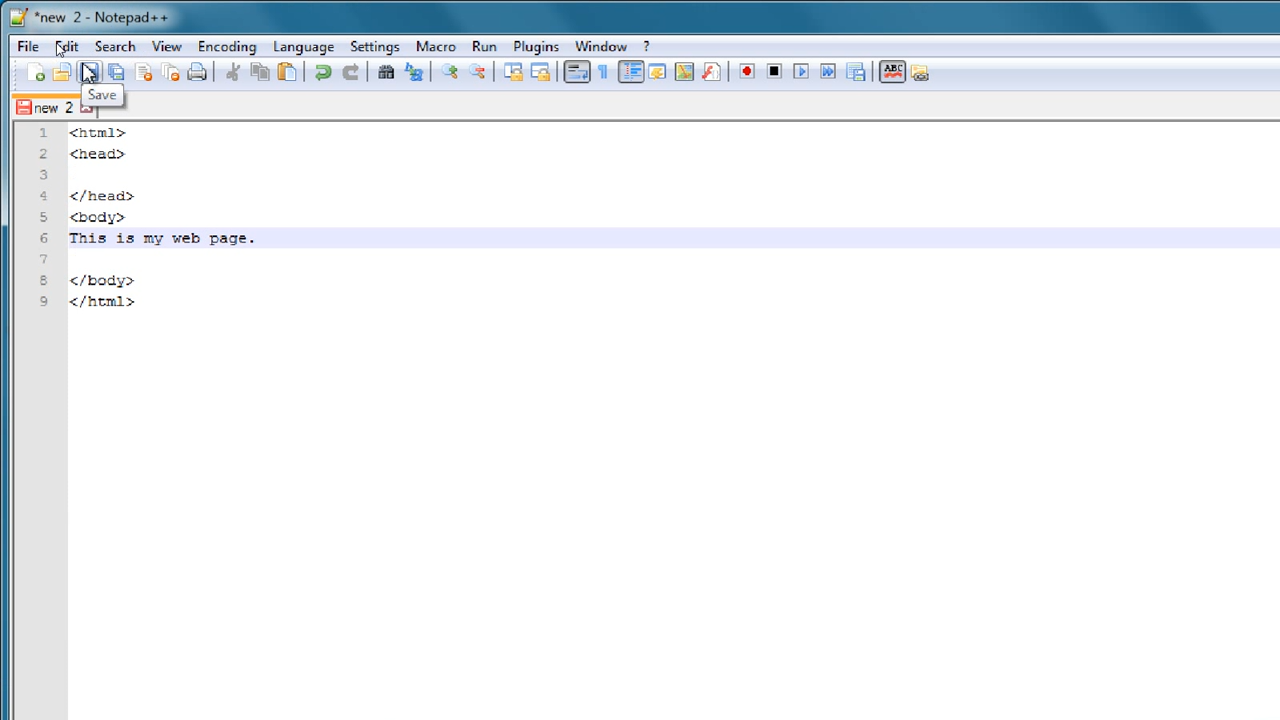 *new 2 - Notepad++
File Edit Search View Encoding Language Settings Macro Run Plugins Window ?
ABC
Save
new 2
1 <html>
2 <head>
3
4 </head>
5 <body>
6 This is my web page.
7
8 </body>
9 </html>